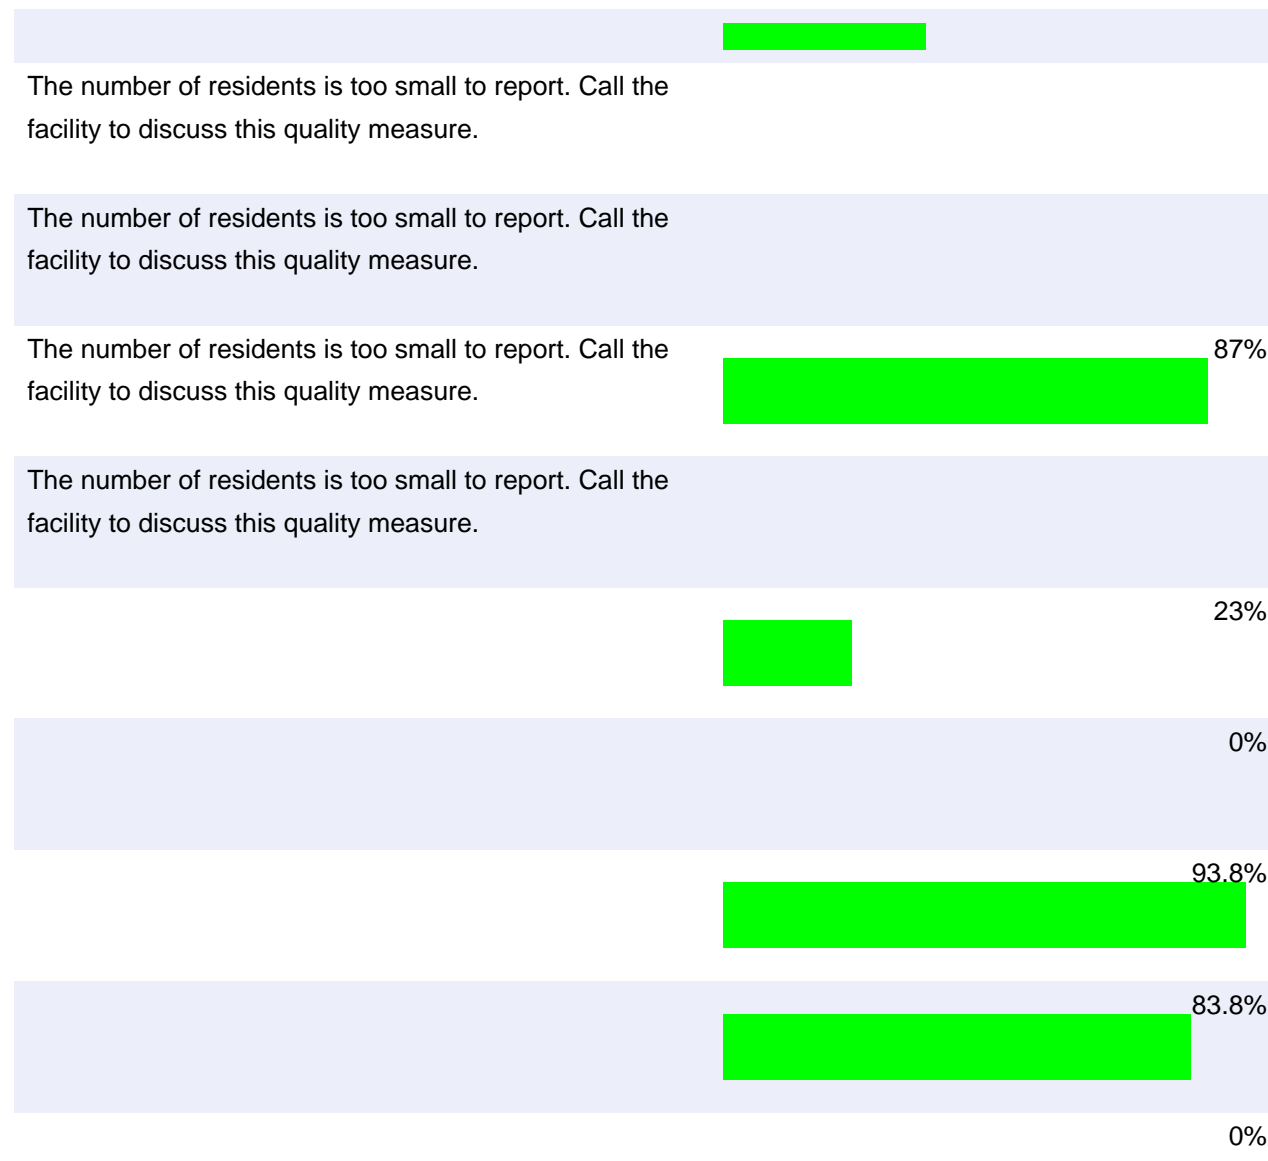 The number of residents is too small to report. Call the
facility to discuss this quality measure.
The number of residents is too small to report. Call the
facility to discuss this quality measure.
The number of residents is too small to report. Call the
87%
facility to discuss this quality measure.
The number of residents is too small to report. Call the
facility to discuss this quality measure.
23%
0%
93.8%
83.8%
0%